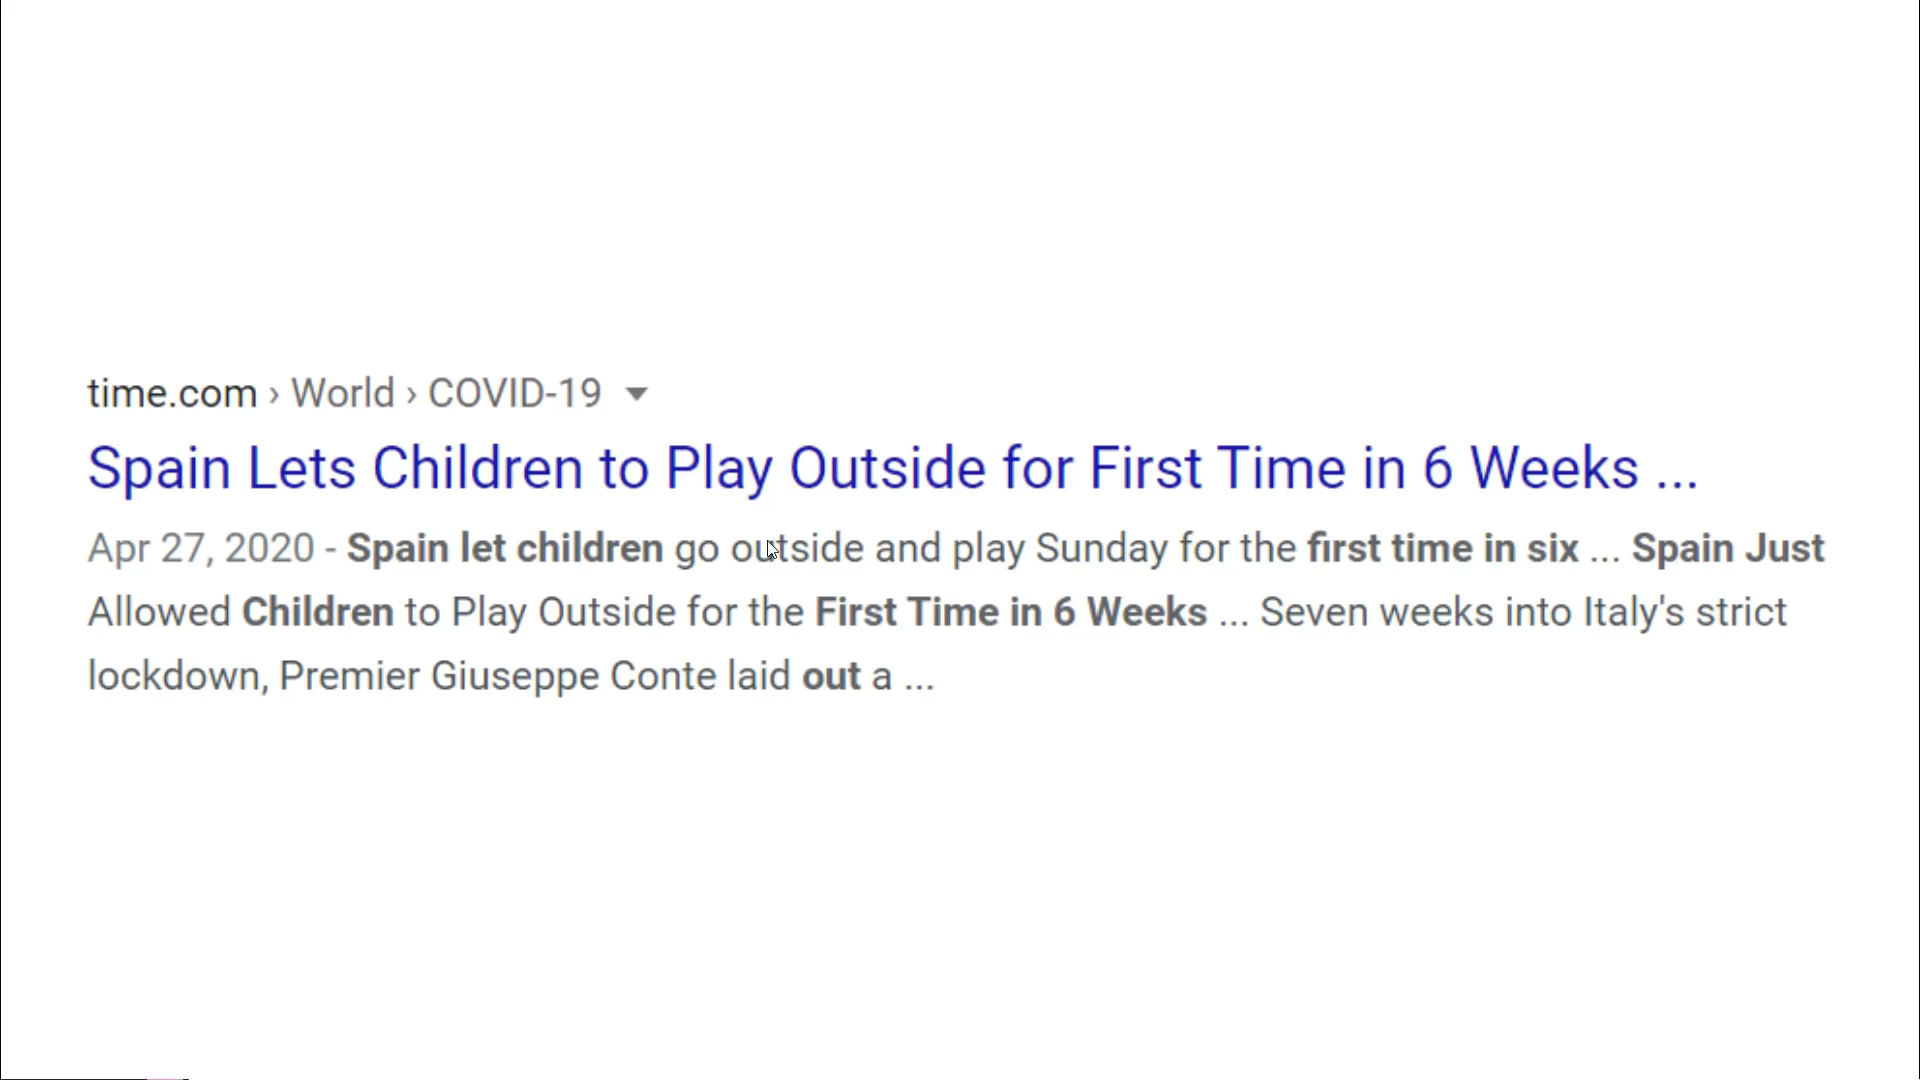 time.com › World › COVID-19
Spain Lets Children to Play Outside for First Time in 6 Weeks ...
Apr 27, 2020 - Spain let children go outside and play Sunday for the first time in six ... Spain Just
Allowed Children to Play Outside for the First Time in 6 Weeks ... Seven weeks into Italy's strict
lockdown, Premier Giuseppe Conte laid out a ...